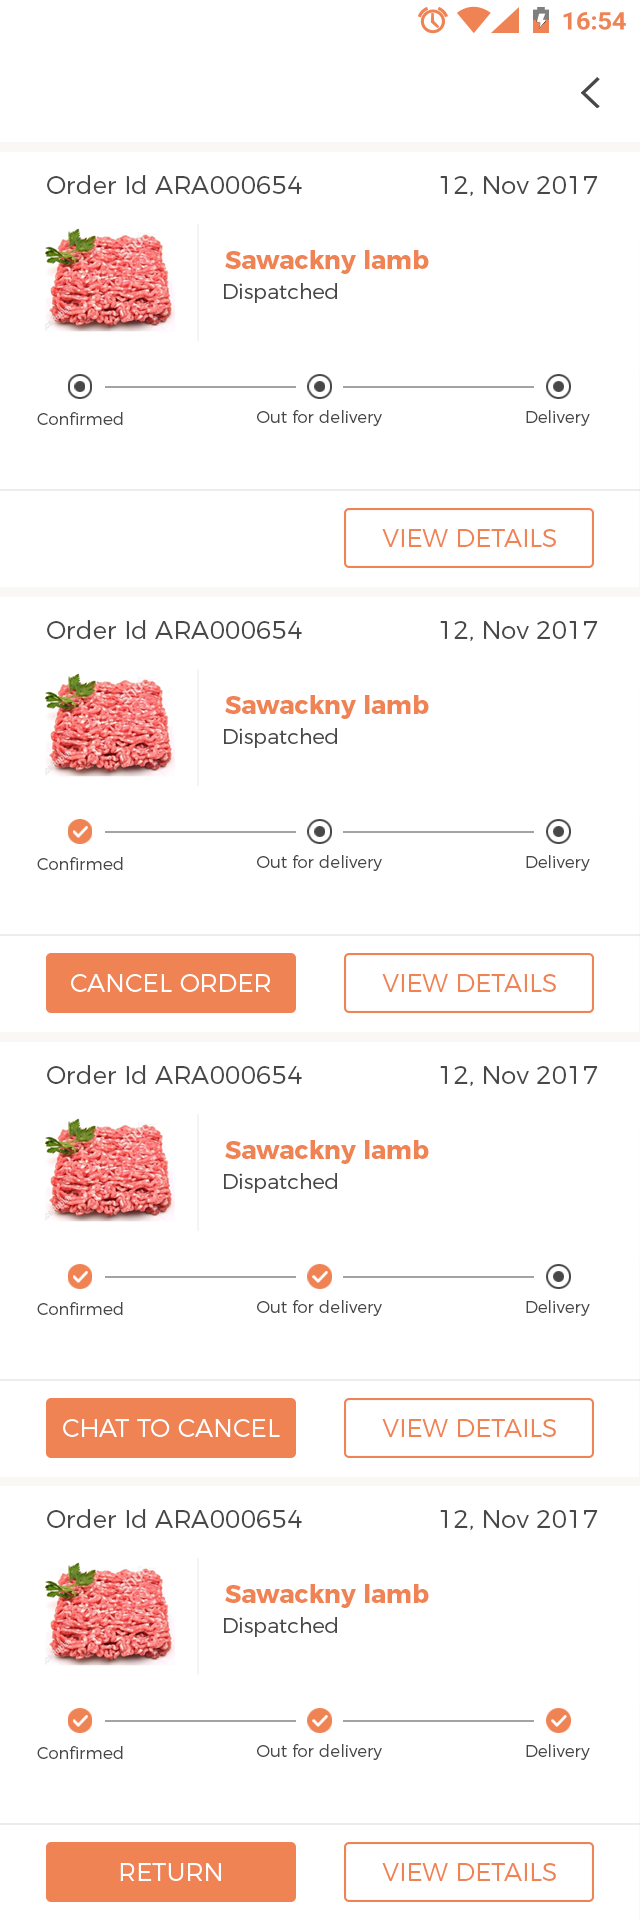 16:54
Order Id ARA000654 12, Nov 2017
Sawackny lamb
Dispatched
Confirmed Out for delivery Delivery
VIEW DETAILS
Order Id ARA000654 12, Nov 2017
Sawackny lamb
Dispatched
Confirmed Out for delivery Delivery
CANCEL ORDER VIEW DETAILS
Order Id ARA000654 12, Nov 2017
Sawackny lamb
Dispatched
Confirmed Out for delivery Delivery
CHAT TO CANCEL VIEW DETAILS
Order Id ARA000654 12, Nov 2017
Sawackny lamb
Dispatched
Confirmed Out for delivery Delivery
RETURN VIEW DETAILS